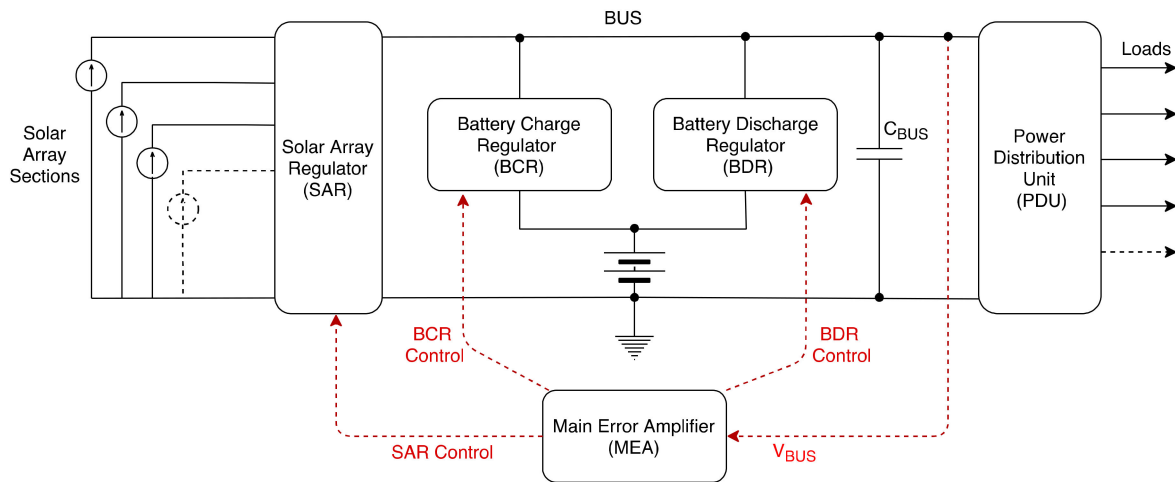 BUS
Loads
Solar
Array
Sections
Solar Array
Regulator
(SAR)
Battery Charge
Regulator
(BCR)
Battery Discharge
Regulator
(BDR)
CBUS
Power
Distribution
Unit
(PDU)
BCR
Control
BDR
Control
Main Error Amplifier
(MEA)
SAR Control
VBUS